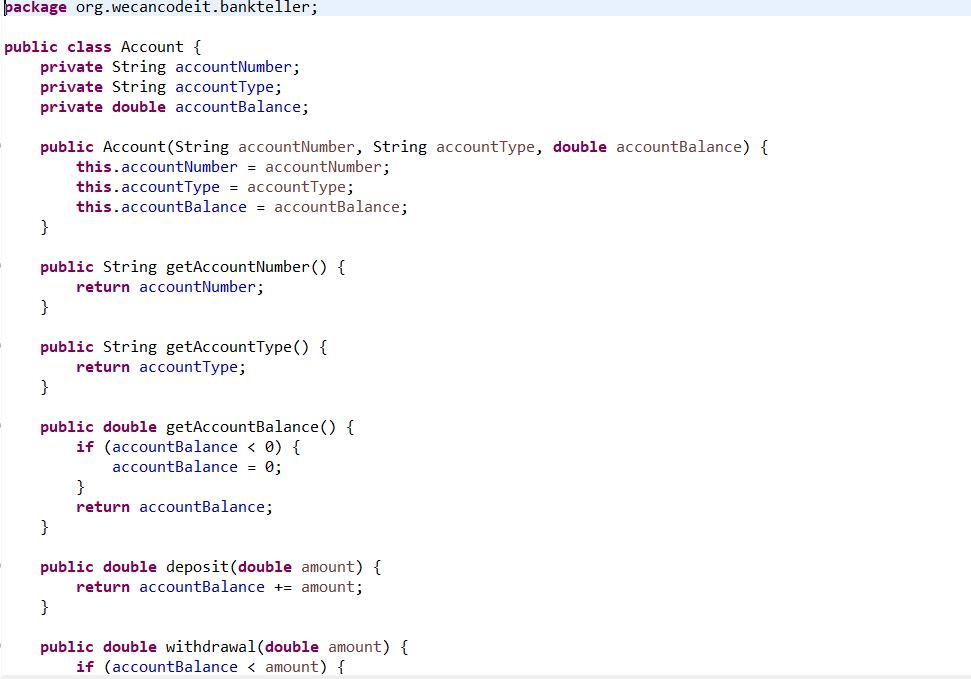 package org.wecancodeit.bankteller;
public class Account {
private String accountNumber;
private String accountType;
private double accountBalance;
public Account(String accountNumber, String accountType, double accountBalance) {
this.accountNumber = accountNumber;
this.accountType = accountType;
this.accountBalance = accountBalance;
}
public String getAccountNumber() {
return accountNumber;
}
public String getAccountType() {
return accountType;
}
public double getAccountBalance() {
if (accountBalance < 0) {
accountBalance = 0;
}
return accountBalance;
}
public double deposit(double amount) {
return accountBalance += amount;
}
public double withdrawal(double amount) {
if (accountBalance < amount) {